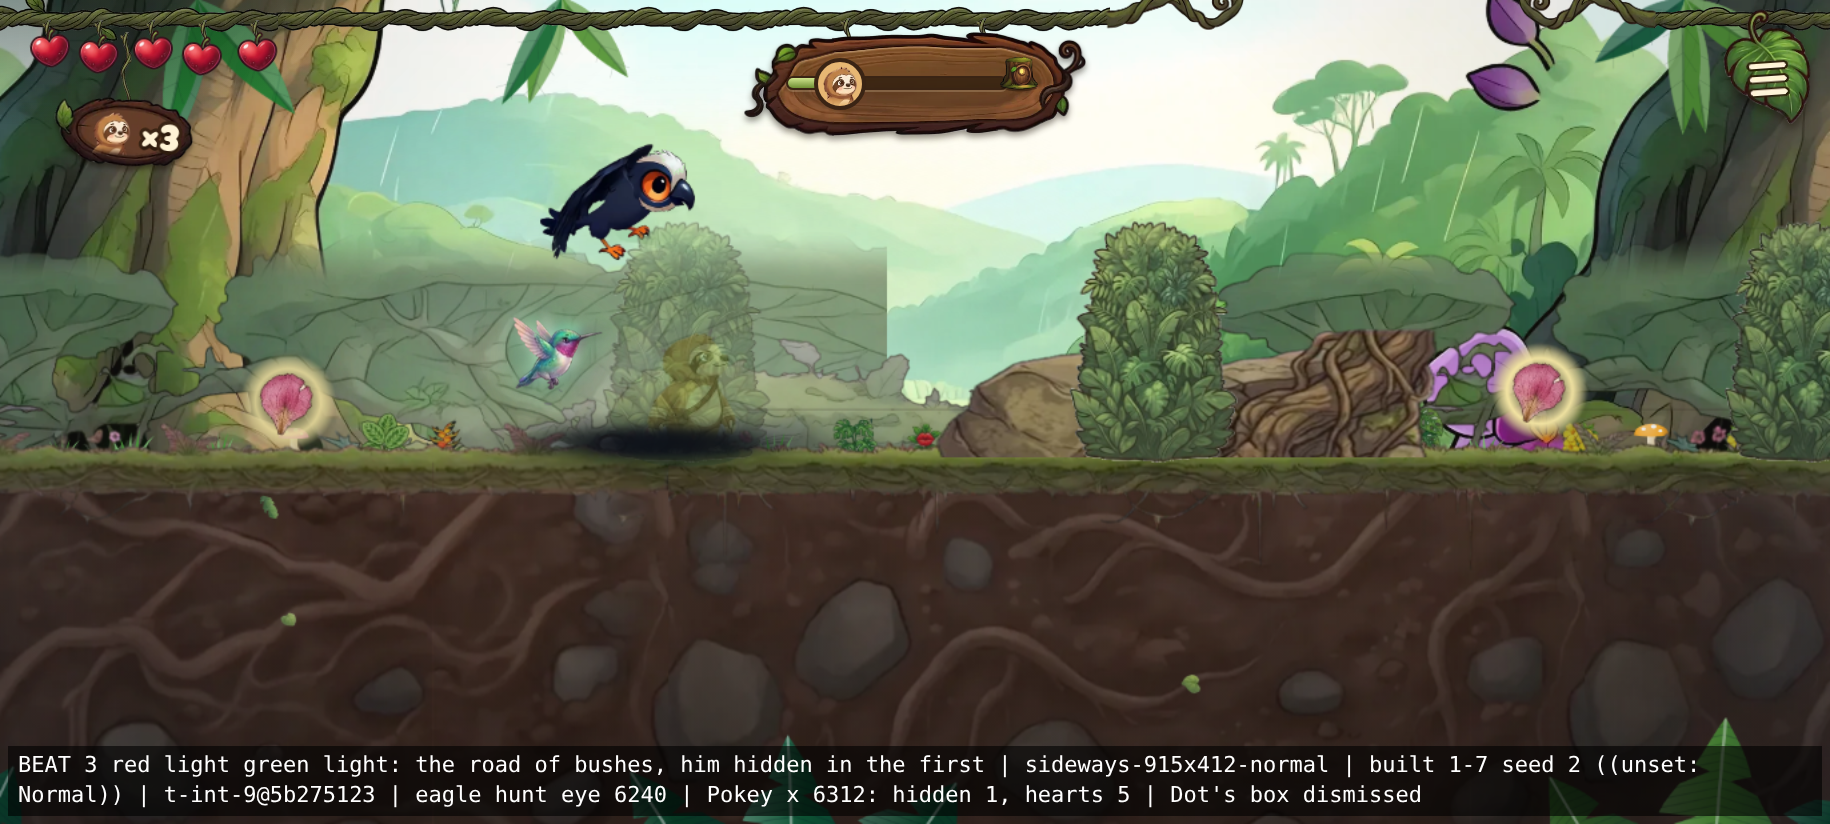 ×3
BEAT 3 red light green light: the road of bushes, him hidden in the first | sideways-915x412-normal | built 1-7 seed 2 ((unset:
Normal)) | t-int-9@5b275123 | eagle hunt eye 6240 | Pokey x 6312: hidden 1, hearts 5 | Dot's box dismissed